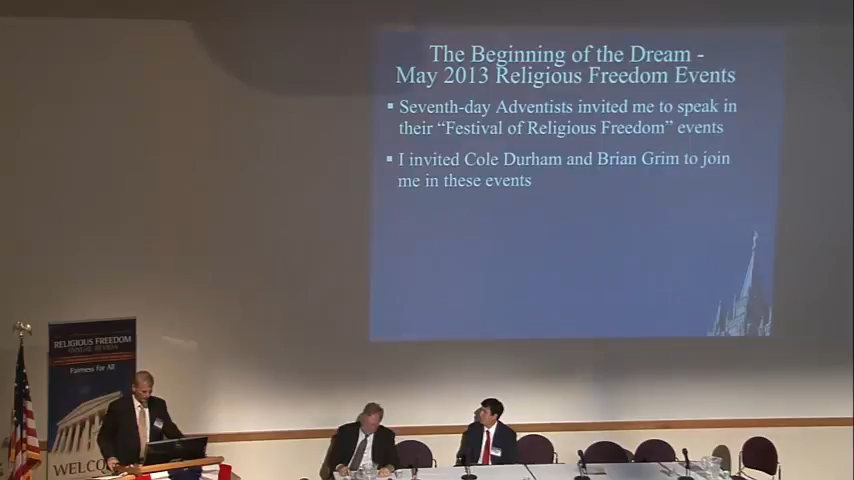 The Beginning of the Dream -
May 2013 Religious Freedom Events
▪ Seventh-day Adventists invited me to speak in
their “Festival of Religious Freedom” events
▪ I invited Cole Durham and Brian Grim to join
me in these events
RELIGIOUS FREEDOM
ANNUAL REVIEW
Fairness for All